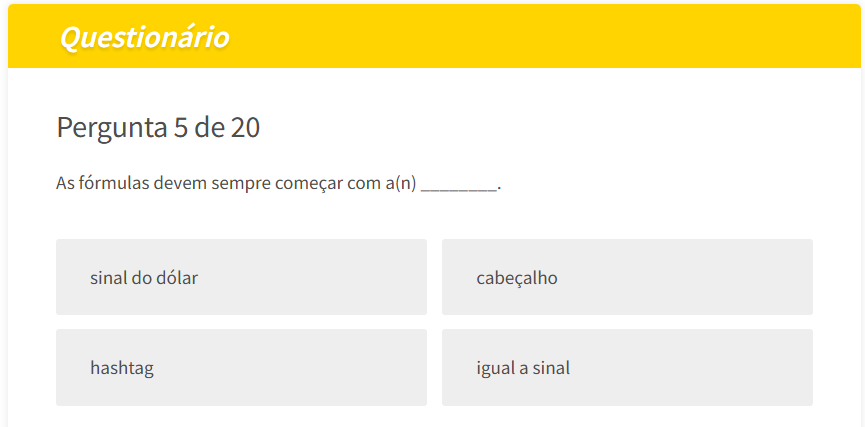 Questionário
Pergunta 5 de 20
As fórmulas devem sempre começar com a(n) ________.
sinal do dólar
cabeçalho
hashtag
igual a sinal